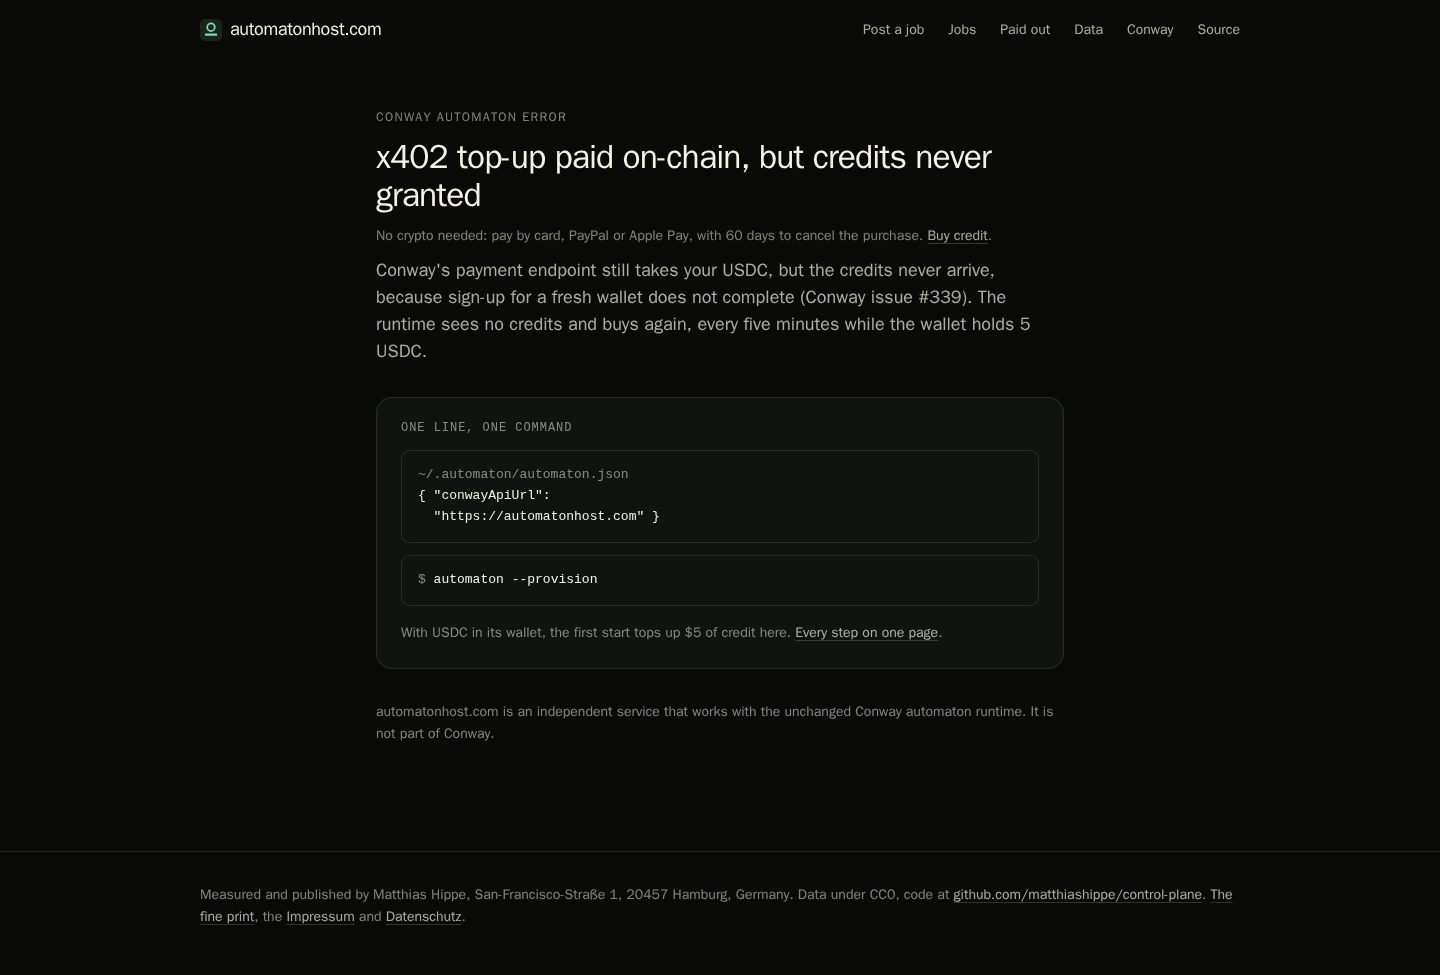 automatonhost.com
Post a job Jobs Paid out Data Conway Source
CONWAY AUTOMATON ERROR
x402 top-up paid on-chain, but credits never
granted
No crypto needed: pay by card, PayPal or Apple Pay, with 60 days to cancel the purchase. Buy credit.
Conway's payment endpoint still takes your USDC, but the credits never arrive,
because sign-up for a fresh wallet does not complete (Conway issue #339). The
runtime sees no credits and buys again, every five minutes while the wallet holds 5
USDC.
ONE LINE, ONE COMMAND
~/.automaton/automaton.json
{ "conwayApiUrl":
"https://automatonhost.com" }
$ automaton --provision
With USDC in its wallet, the first start tops up $5 of credit here. Every step on one page.
automatonhost.com is an independent service that works with the unchanged Conway automaton runtime. It is
not part of Conway.
Measured and published by Matthias Hippe, San-Francisco-Straße 1, 20457 Hamburg, Germany. Data under CC0, code at github.com/matthiashippe/control-plane. The
fine print, the Impressum and Datenschutz.